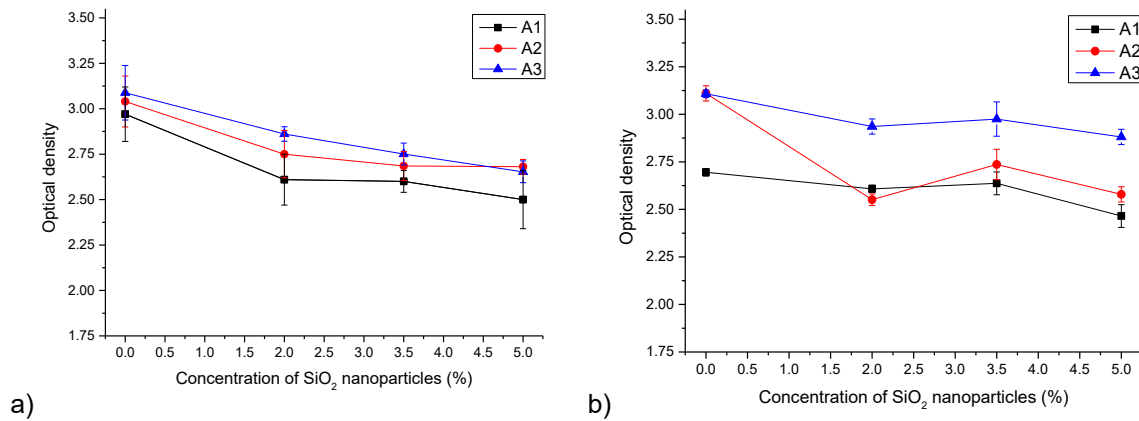 3.50
3.25
3.00
2.75
2.50
2.25
2.00
1.75
Optical density
A1
A2
A3
0.0 0.5 1.0 1.5 2.0 2.5 3.0 3.5 4.0 4.5 5.0
Concentration of SiO₂ nanoparticles (%)
a)
3.50
3.25
3.00
2.75
2.50
2.25
2.00
1.75
Optical density
A1
A2
A3
0.0 0.5 1.0 1.5 2.0 2.5 3.0 3.5 4.0 4.5 5.0
Concentration of SiO₂ nanoparticles (%)
b)